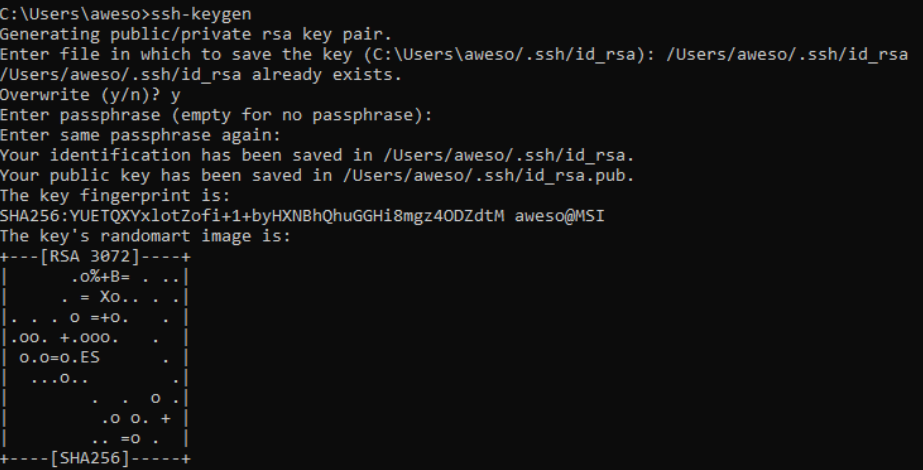 C:\Users\aweso>ssh-keygen
Generating public/private rsa key pair.
Enter file in which to save the key (C:\Users\aweso/.ssh/id_rsa): /Users/aweso/.ssh/id_rsa
/Users/aweso/.ssh/id_rsa already exists.
Overwrite (y/n)? y
Enter passphrase (empty for no passphrase):
Enter same passphrase again:
Your identification has been saved in /Users/aweso/.ssh/id_rsa.
Your public key has been saved in /Users/aweso/.ssh/id_rsa.pub.
The key fingerprint is:
SHA256:YUETQXYxlotZofi+1+byHXNBhQhuGGHi8mgz4ODZdtM aweso@MSI
The key's randomart image is:
+---[RSA 3072]----+
|       .o%+B= . ..|
|      . = Xo.. . .|
|. . . o =+o.   . |
|.oo. +.ooo.   .  |
| o.o=o.ES      . |
|  ...o..        .|
|        .  .  o .|
|         .o o. + |
|        .. =o .  |
+----[SHA256]-----+